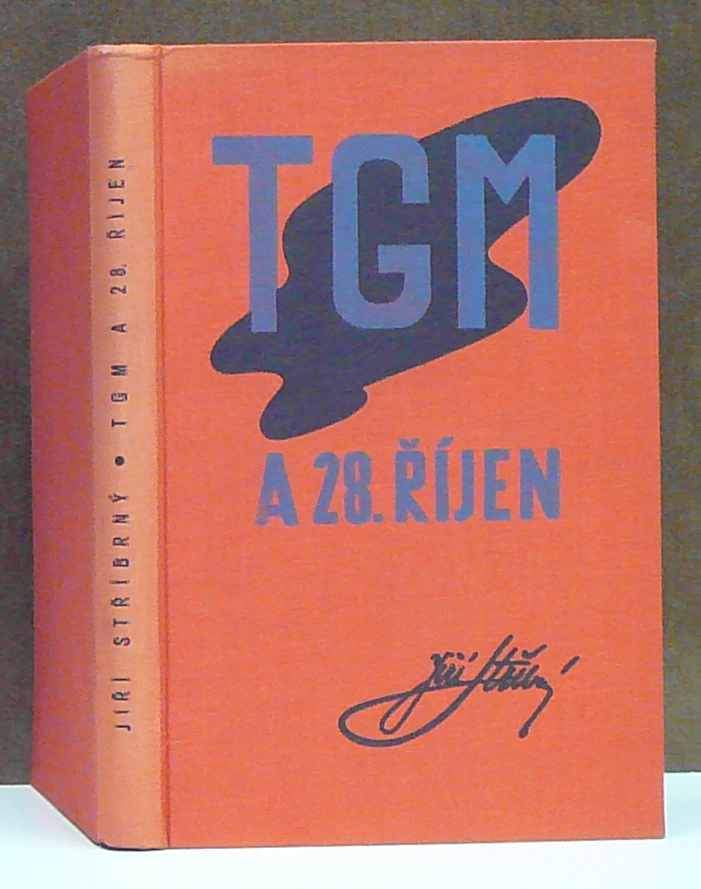 TGM
A 28. ŘÍJEN
Jiří Stříbrný
JIŘÍ STŘÍBRNÝ • TGM A 28. ŘÍJEN